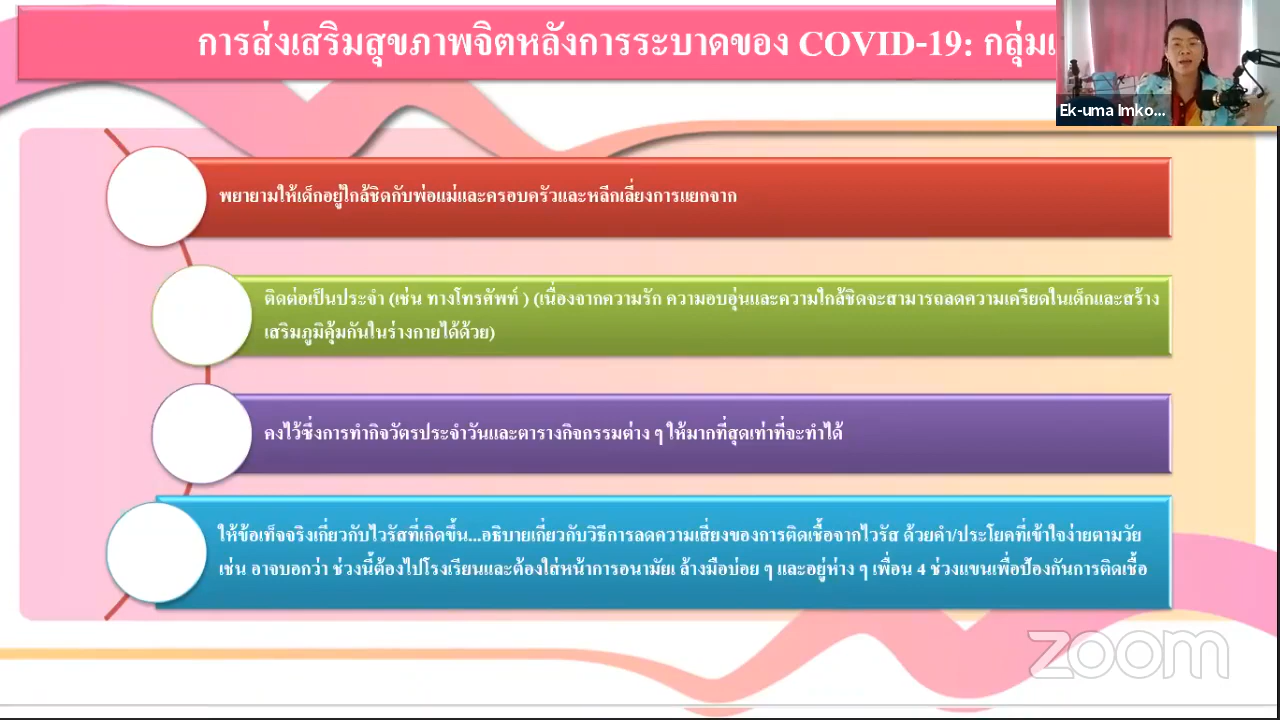 การส่งเสริมสุขภาพจิตหลังการระบาดของ COVID-19: กลุ่ม
Ek-uma Imko...
พยายามให้เด็กอยู่ใกล้ชิดกับพ่อแม่และครอบครัวและหลีกเลี่ยงการแยกจาก
ติดต่อเป็นประจำ (เช่น ทางโทรศัพท์ ) (เนื่องจากความรัก ความอบอุ่นและความใกล้ชิดจะสามารถลดความเครียดในเด็กและสร้าง
เสริมภูมิคุ้มกันในร่างกายได้ด้วย)
คงไว้ซึ่งการทำกิจวัตรประจำวันและตารางกิจกรรมต่าง ๆ ให้มากที่สุดเท่าที่จะทำได้
ให้ข้อเท็จจริงเกี่ยวกับไวรัสที่เกิดขึ้น...อธิบายเกี่ยวกับวิธีการลดความเสี่ยงของการติดเชื้อจากไวรัส ด้วยคำ/ประโยคที่เข้าใจง่ายตามวัย
เช่น อาจบอกว่า ช่วงนี้ต้องไปโรงเรียนและต้องใส่หน้าการอนามัยเ ล้างมือบ่อย ๆ และอยู่ห่าง ๆ เพื่อน 4 ช่วงแขนเพื่อป้องกันการติดเชื้อ
zoom